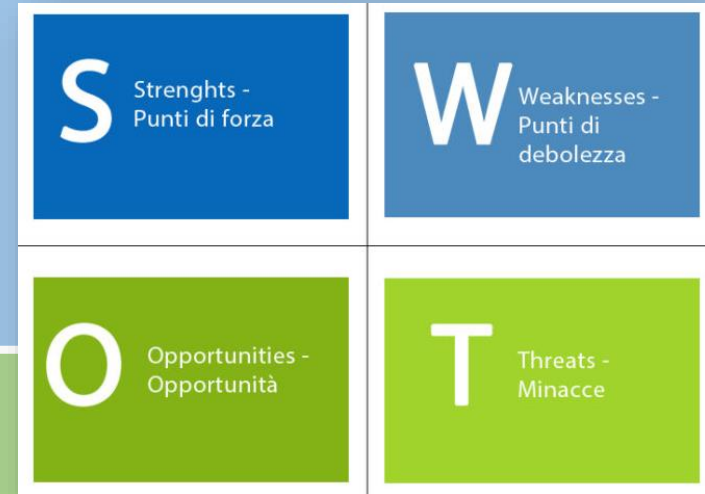 S
Strenghts -
Punti di forza
W
Weaknesses -
Punti di
debolezza
O
Opportunities -
Opportunità
T
Threats -
Minacce